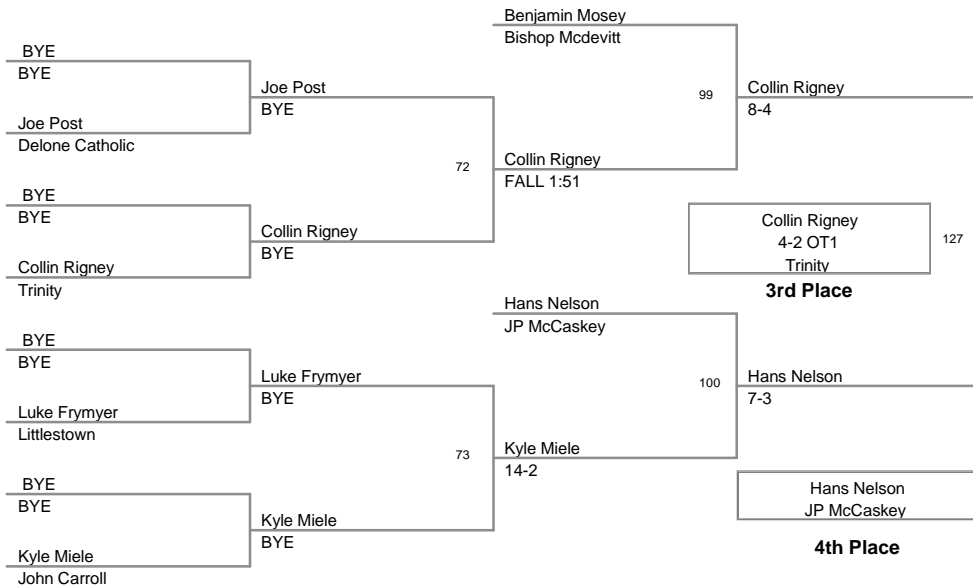 Benjamin Mosey
Bishop Mcdevitt
BYE
BYE
Joe Post
BYE
99
Collin Rigney
8-4
Joe Post
Delone Catholic
72
Collin Rigney
FALL 1:51
BYE
BYE
Collin Rigney
BYE
Collin Rigney
4-2 OT1
Trinity
127
3rd Place
Collin Rigney
Trinity
Hans Nelson
JP McCaskey
BYE
BYE
Luke Frymyer
BYE
100
Hans Nelson
7-3
Luke Frymyer
Littlestown
73
Kyle Miele
14-2
BYE
BYE
Kyle Miele
BYE
Hans Nelson
JP McCaskey
4th Place
Kyle Miele
John Carroll